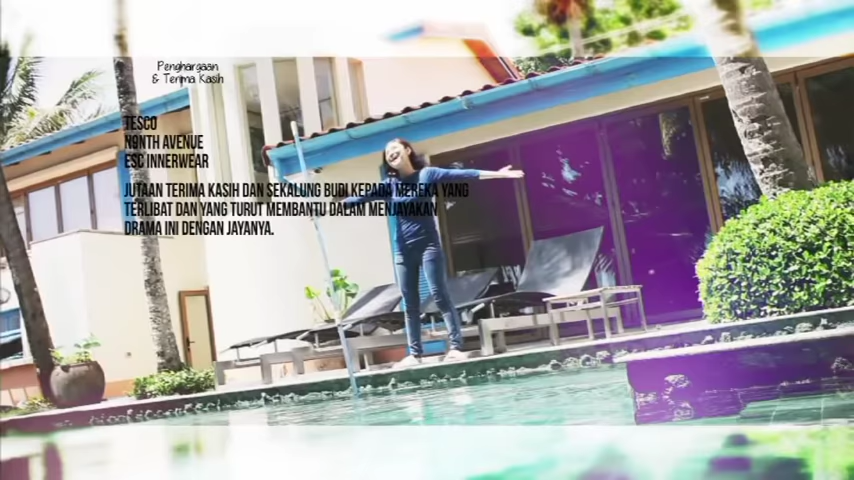 Penghargaan
& Terima Kasih
TESCO
N9NTH AVENUE
ESC INNERWEAR
JUTAAN TERIMA KASIH DAN SEKALUNG BUDI KEPADA MEREKA YANG
TERLIBAT DAN YANG TURUT MEMBANTU DALAM MENJAYAKAN
DRAMA INI DENGAN JAYANYA.